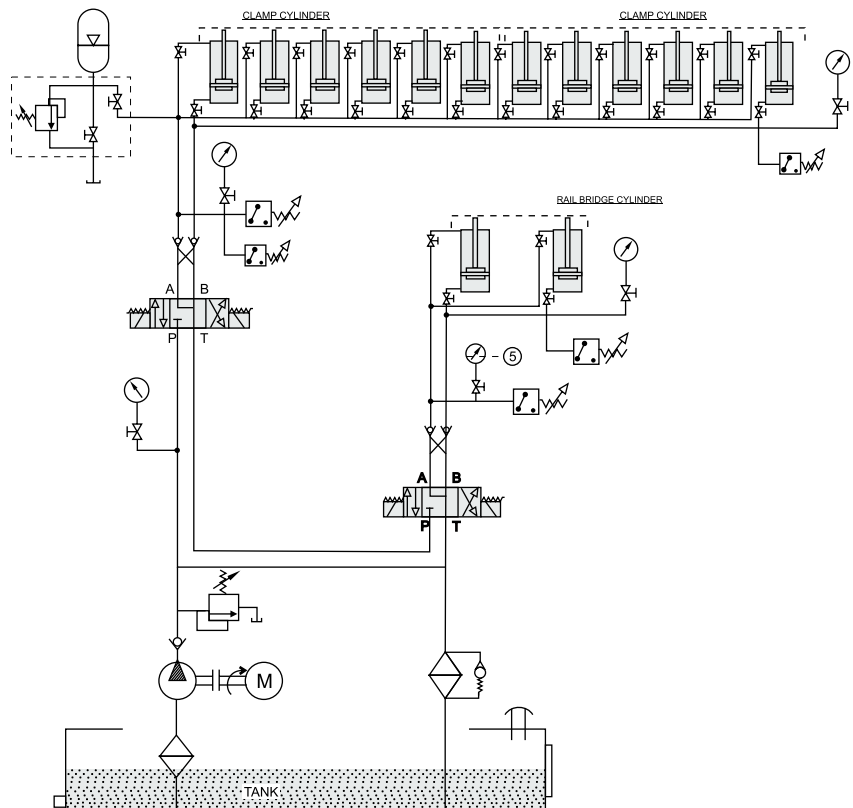 CLAMP CYLINDER
CLAMP CYLINDER
RAIL BRIDGE CYLINDER
A B
P T
5
A B
P T
M
TANK